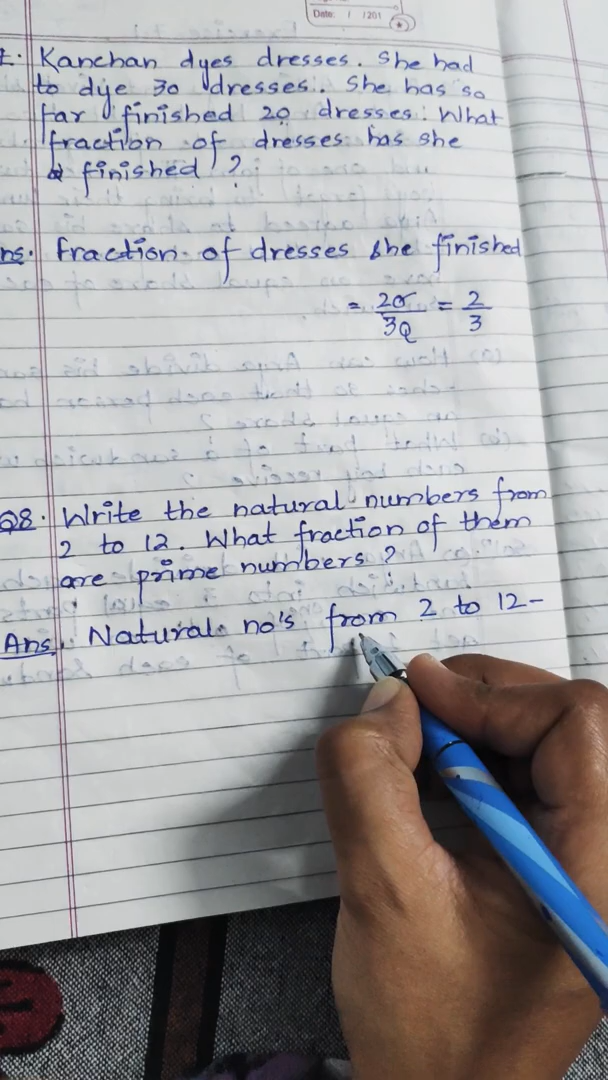 Date: / /201
Kanchan dyes dresses. She had
to dye 30 dresses. She has so
far finished 20 dresses. What
fraction of dresses has she
finished ?
ns. fraction of dresses she finished
= 20/30 = 2/3
Q8. Write the natural numbers from
2 to 12. What fraction of them
are prime numbers ?
Ans. Natural no's from 2 to 12-